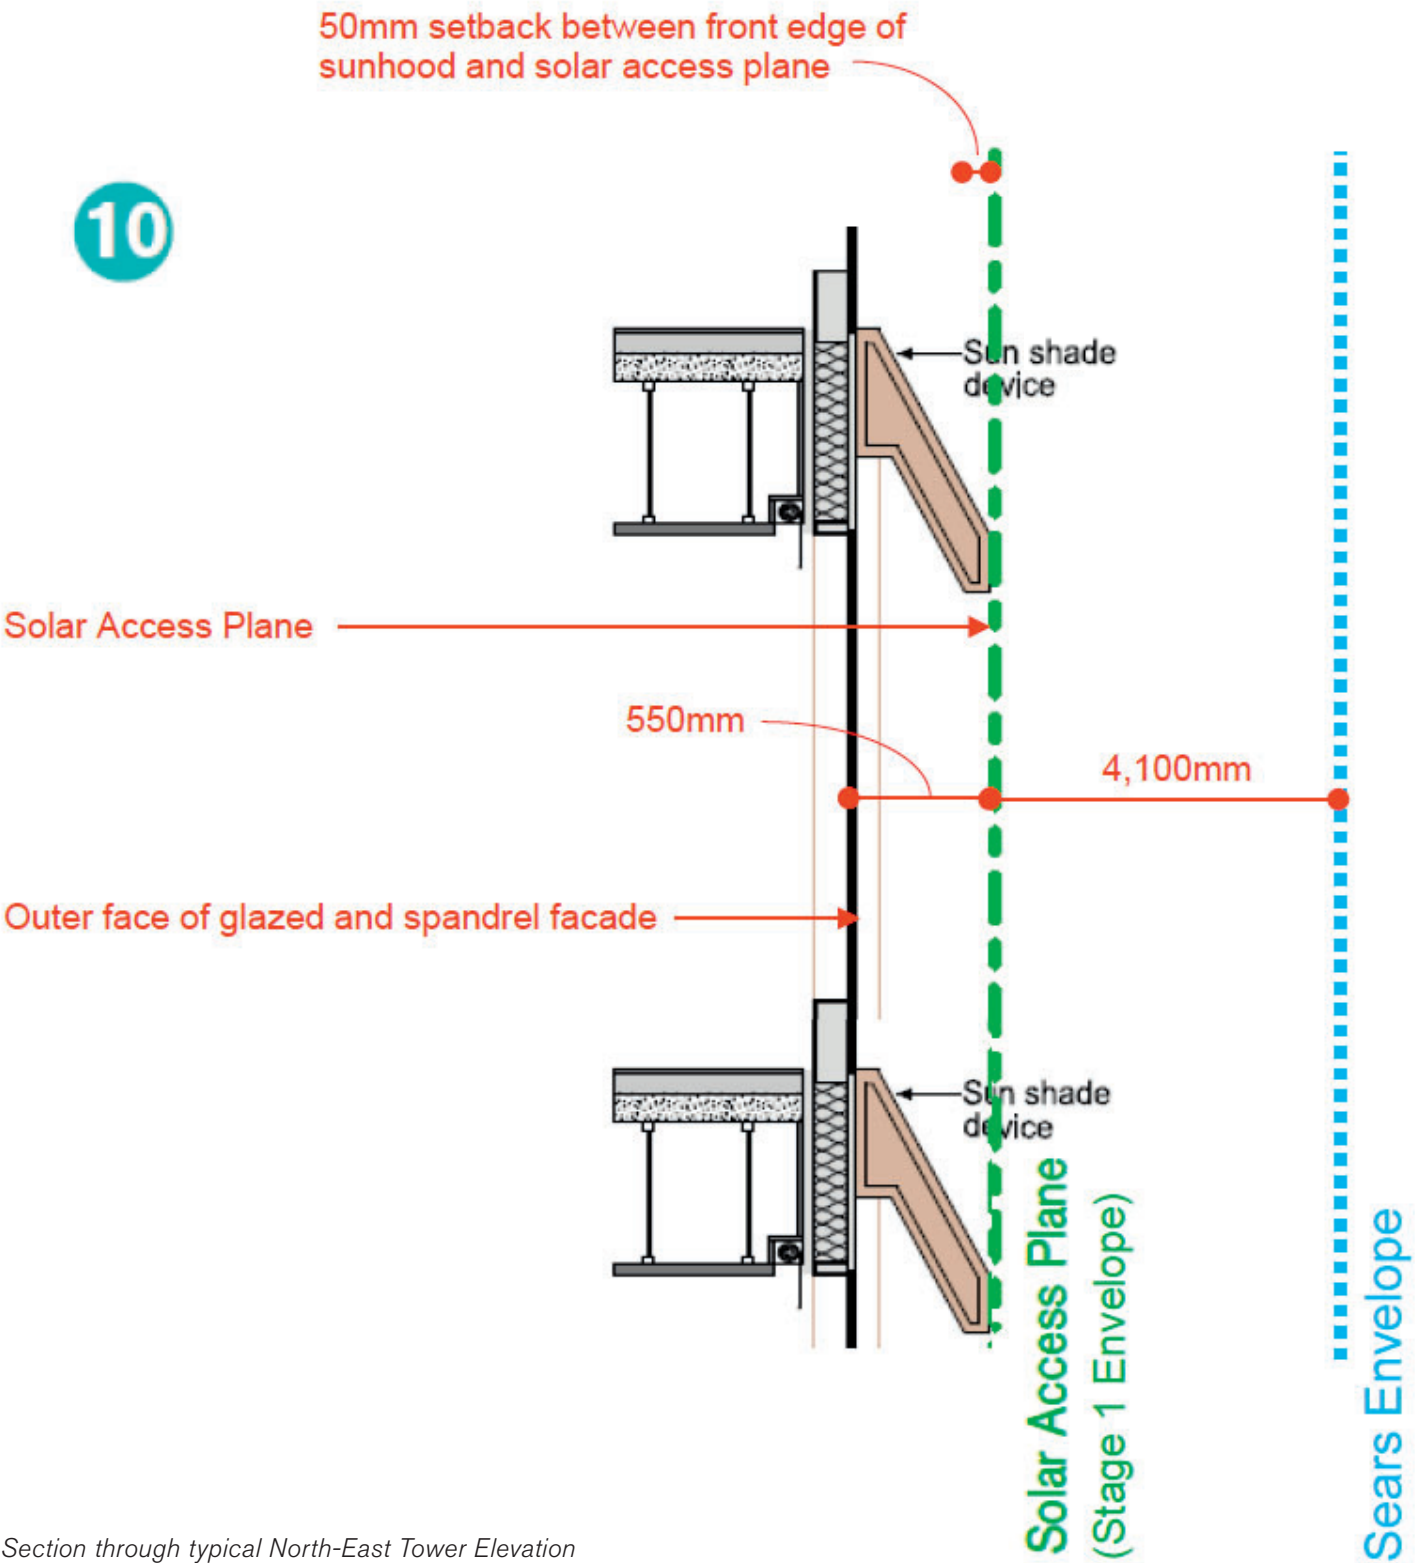 50mm setback between front edge of
sunhood and solar access plane
10
Sun shade
device
Solar Access Plane
550mm
4,100mm
Outer face of glazed and spandrel facade
Sun shade
device
Solar Access Plane
(Stage 1 Envelope)
Sears Envelope
Section through typical North-East Tower Elevation